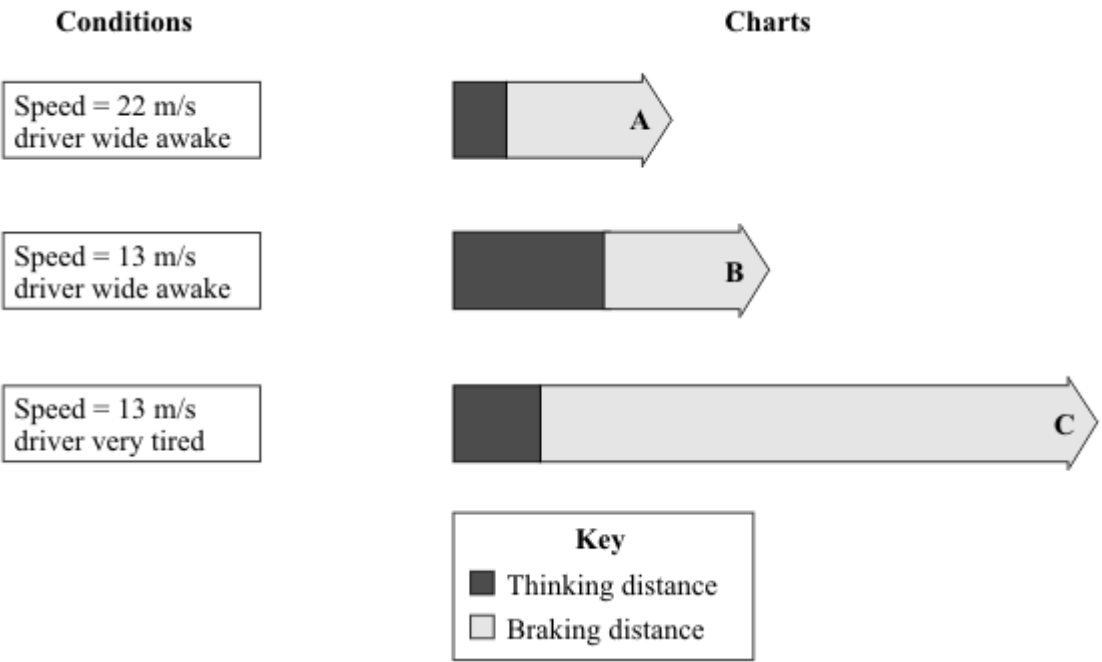 Conditions
Charts
Speed = 22 m/s
driver wide awake
A
Speed = 13 m/s
driver wide awake
B
Speed = 13 m/s
driver very tired
C
Key
Thinking distance
Braking distance